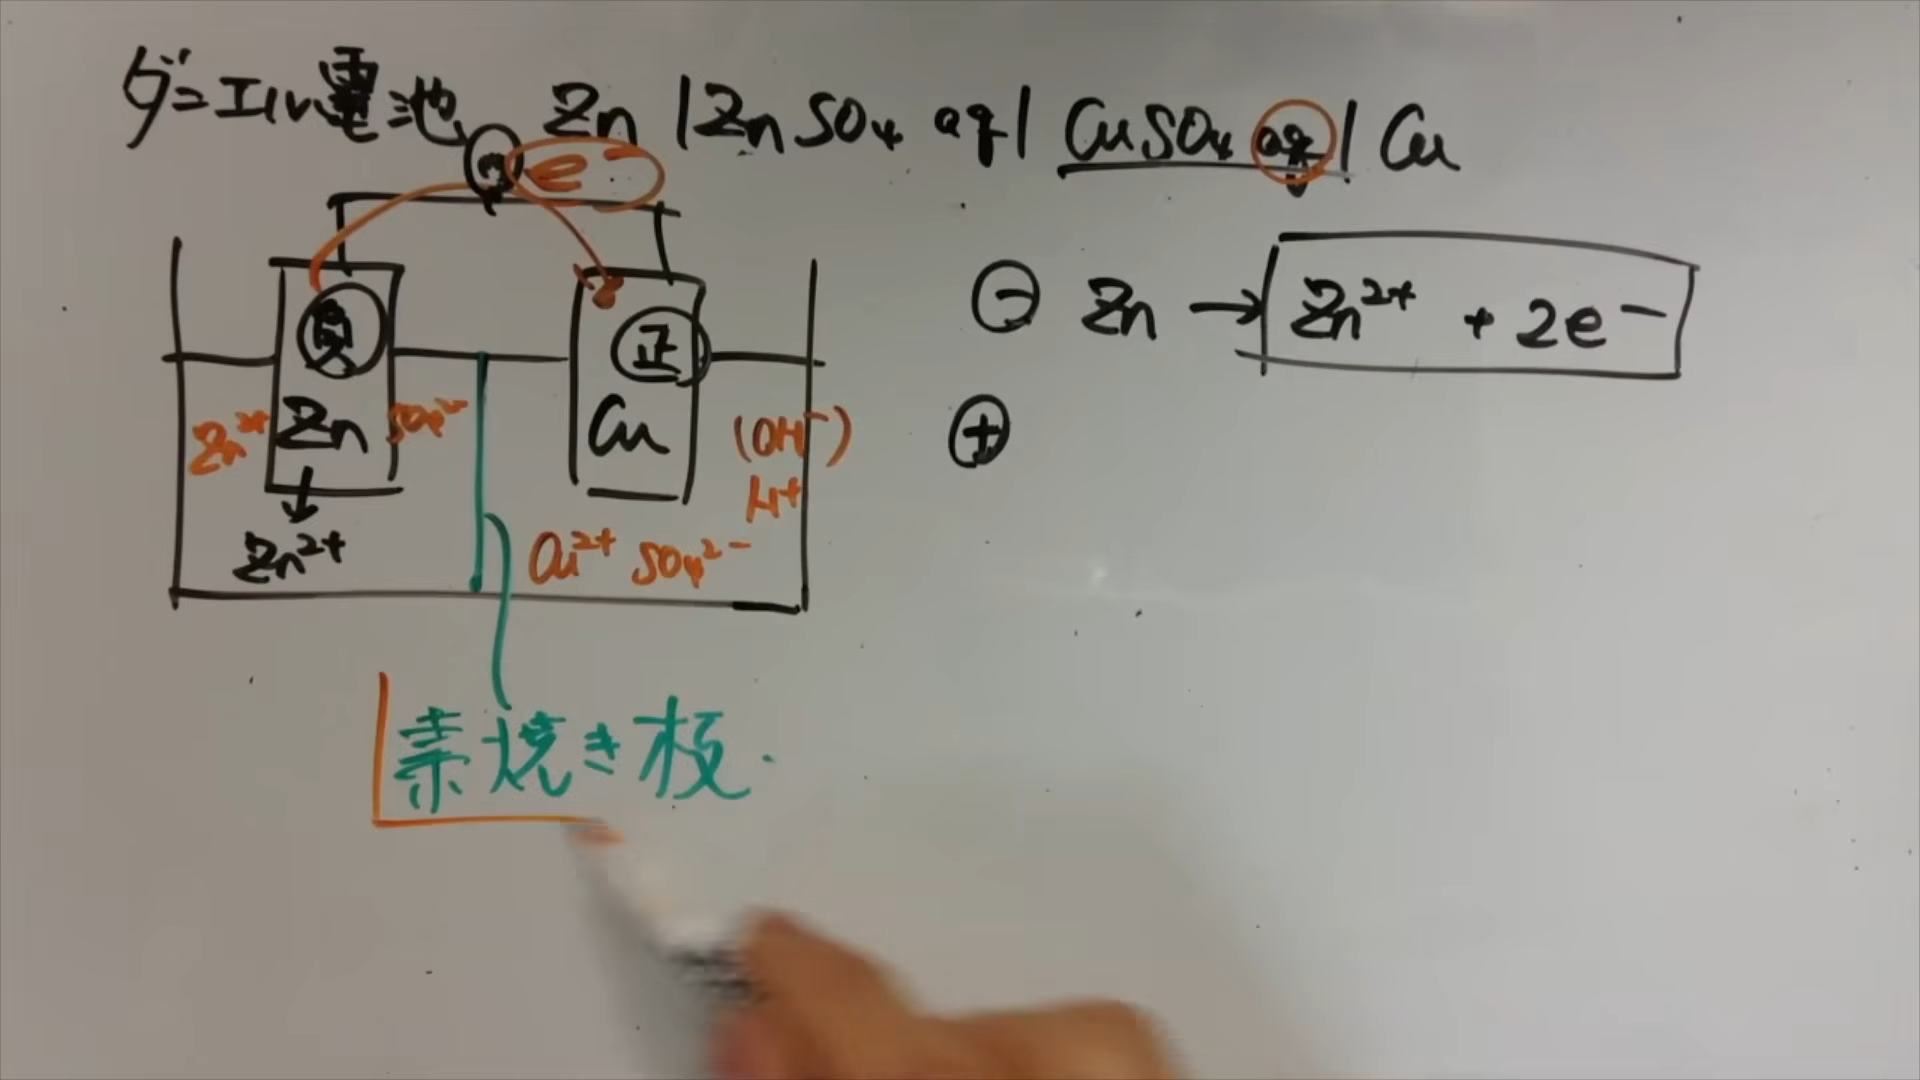 ダニエル電池 Zn | ZnSO₄ aq | CuSO₄ aq | Cu
e⁻
負
正
⊖ Zn → Zn²⁺ + 2e⁻
Zn²⁺ Zn SO₄²⁻ Cu (OH⁻)
⊕
H⁺
Zn²⁺ Cu²⁺ SO₄²⁻
素焼き板